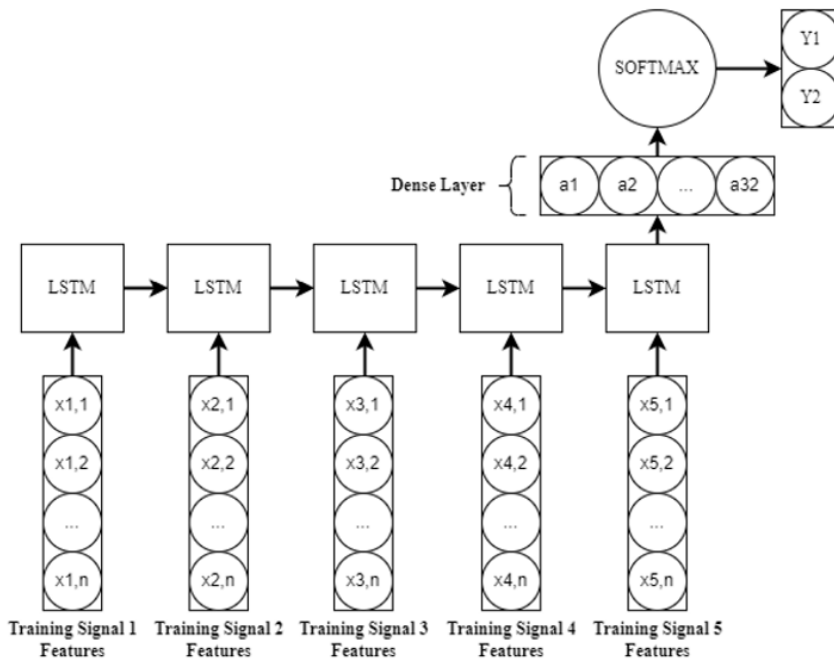 Y1
SOFTMAX
Y2
Dense Layer
a1 a2 ... a32
LSTM LSTM LSTM LSTM LSTM
x1,1 x2,1 x3,1 x4,1 x5,1
x1,2 x2,2 x3,2 x4,2 x5,2
... ... ... ... ...
x1,n x2,n x3,n x4,n x5,n
Training Signal 1 Training Signal 2 Training Signal 3 Training Signal 4 Training Signal 5
Features Features Features Features Features